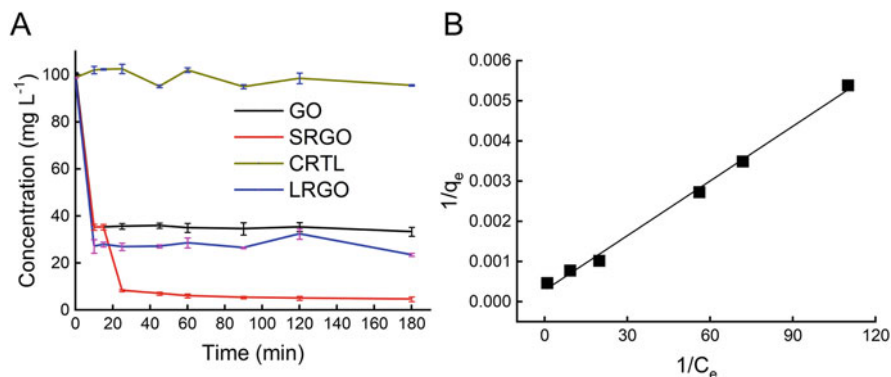 A
Concentration (mg L⁻¹)
100
80
60
40
20
0
GO
SRGO
CRTL
LRGO
0 20 40 60 80 100 120 140 160 180
Time (min)
B
1/qₑ
0.006
0.005
0.004
0.003
0.002
0.001
0.000
0 30 60 90 120
1/Cₑ